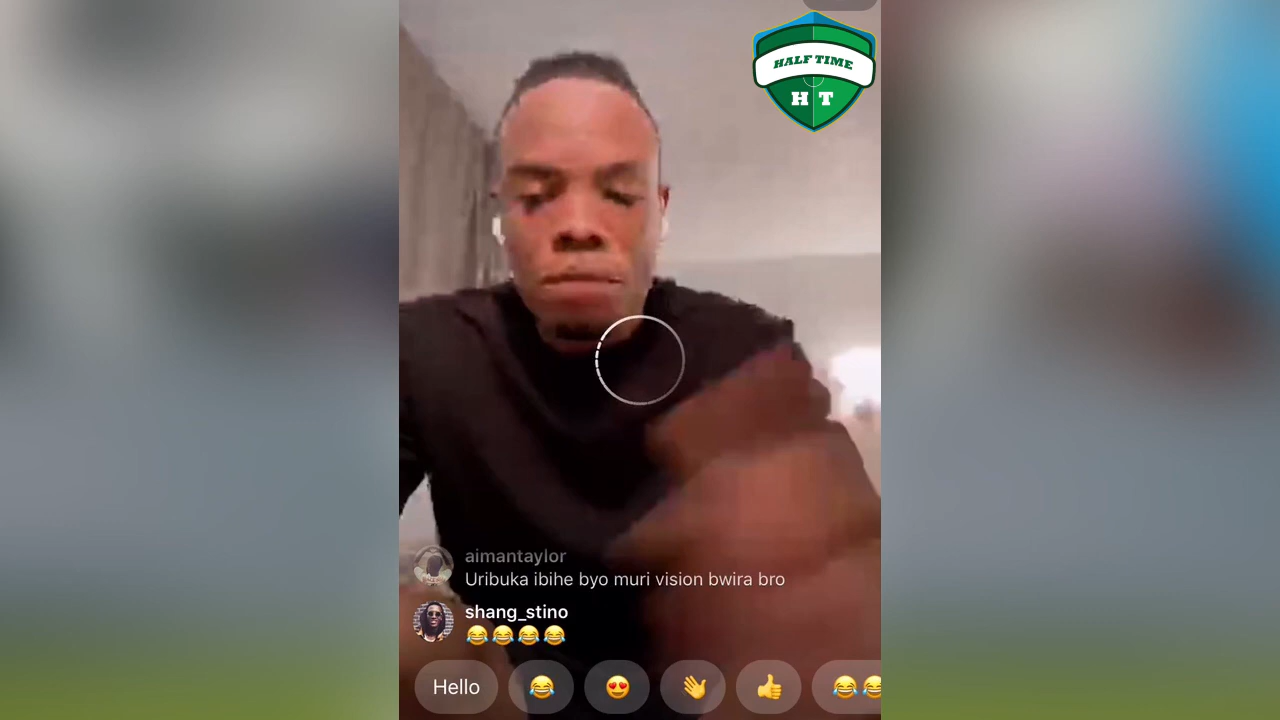 HALF TIME
H T
aimantaylor
Uribuka ibihe byo muri vision bwira bro
shang_stino
😂😂😂😂
Hello 😂 😍 👋 👍 😂😂